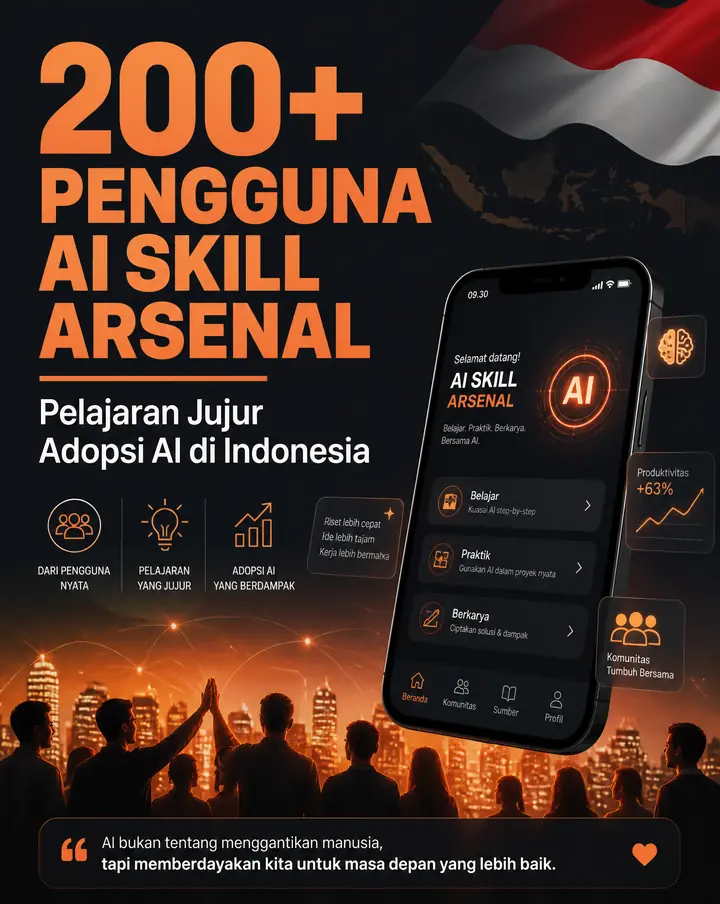 200+
PENGGUNA
AI SKILL
ARSENAL
Pelajaran Jujur
Adopsi AI di Indonesia
DARI PENGGUNA
NYATA
PELAJARAN
YANG JUJUR
ADOPSI AI
YANG BERDAMPAK
Riset lebih cepat
Ide lebih tajam
Kerja lebih bermakna
09.30
Selamat datang!
AI SKILL
ARSENAL
Belajar. Praktik. Berkarya.
Bersama AI.
AI
Belajar
Kuasai AI step-by-step
Praktik
Gunakan AI dalam proyek nyata
Berkarya
Ciptakan solusi & dampak
Beranda
Komunitas
Sumber
Profil
Produktivitas
+63%
Komunitas
Tumbuh Bersama
AI bukan tentang menggantikan manusia,
tapi memberdayakan kita untuk masa depan yang lebih baik.